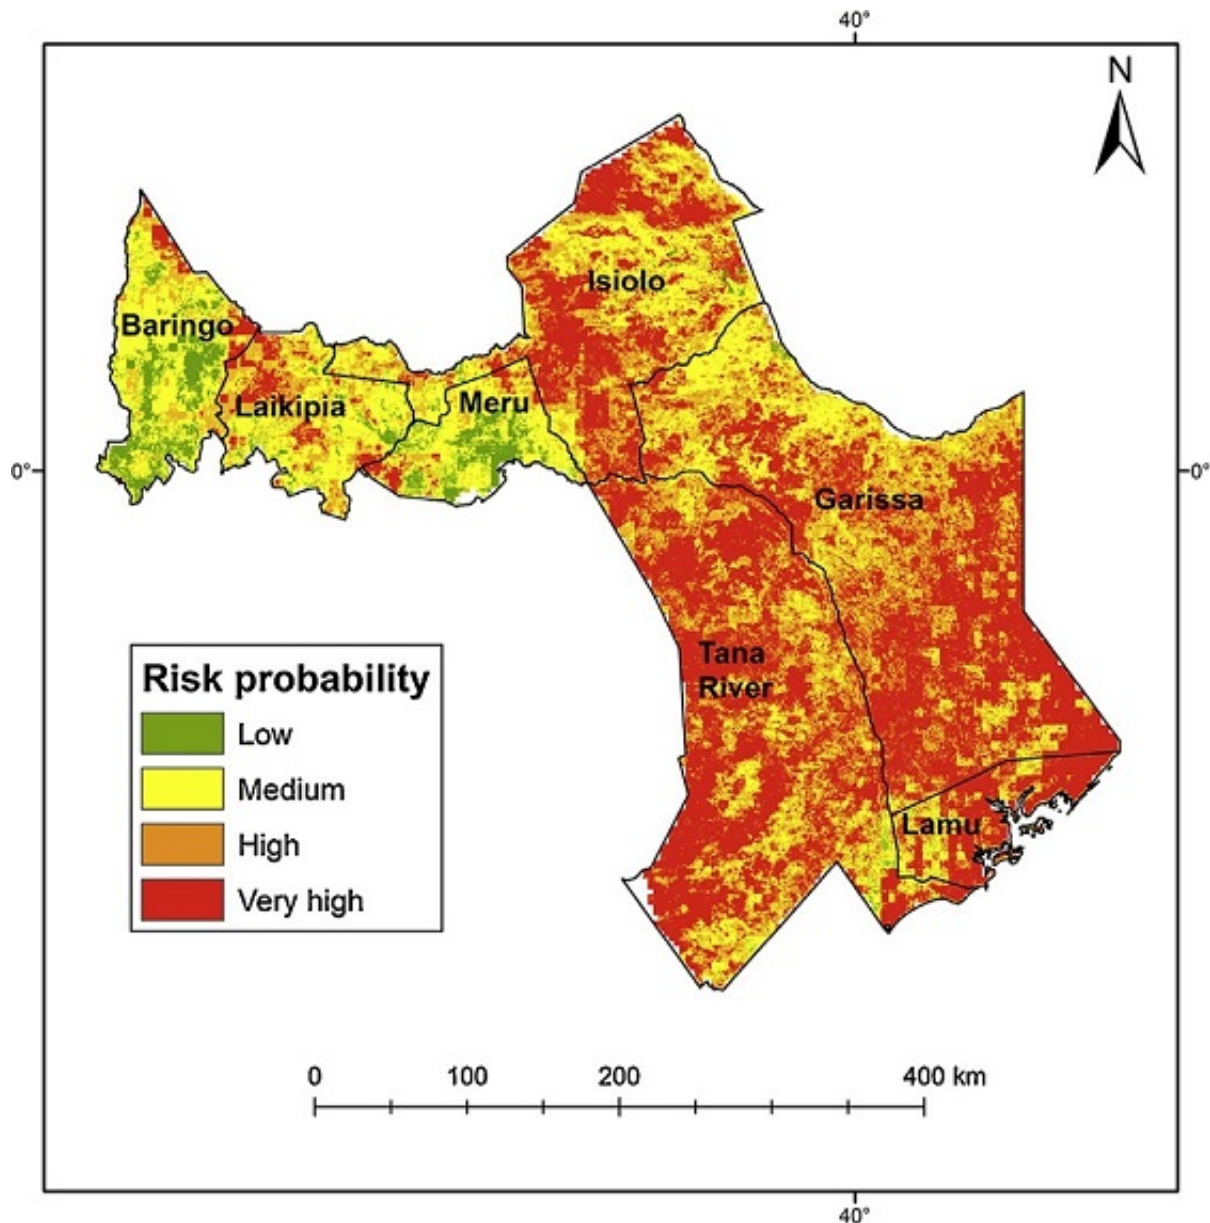 40°
N
Isiolo
Baringo
Laikipia
Meru
0°
0°
Garissa
Tana
River
Risk probability
Low
Medium
High
Very high
Lamu
0 100 200 400 km
40°